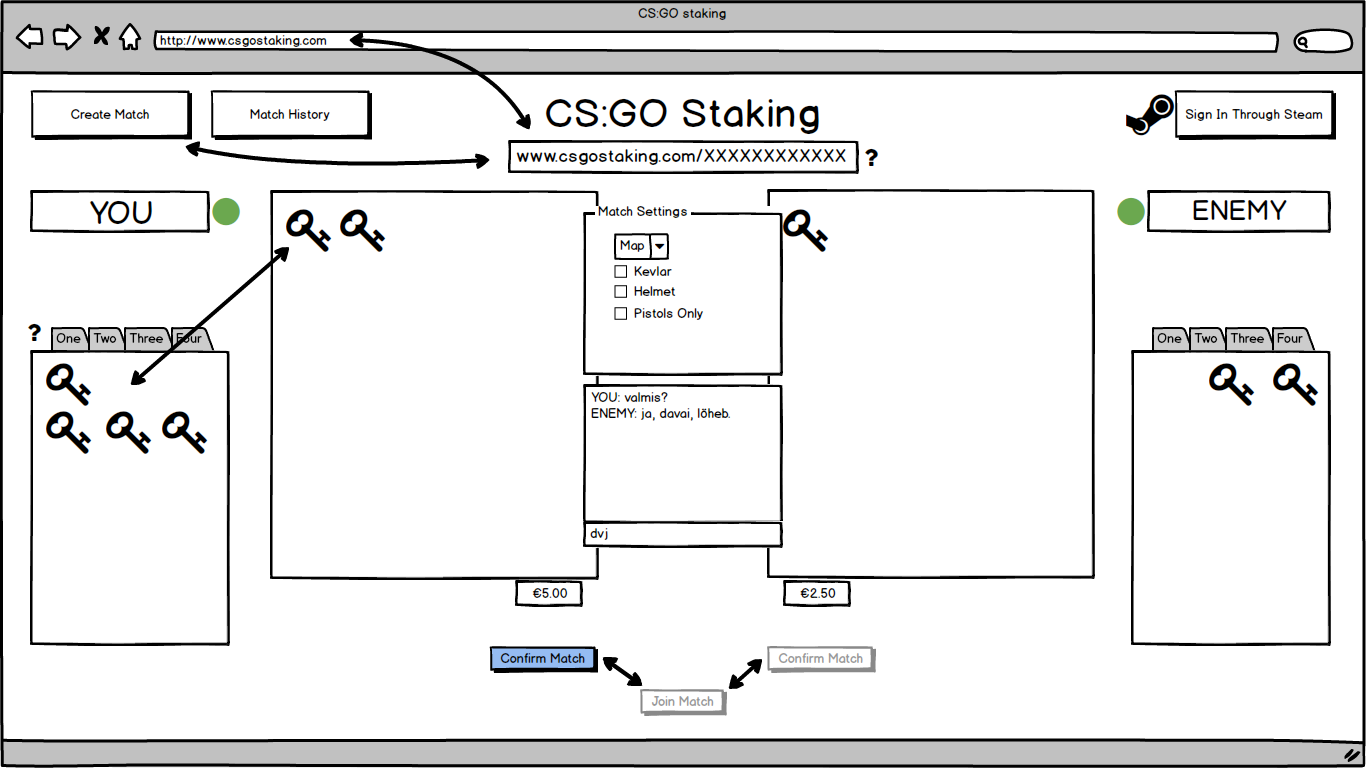 CS:GO staking
http://www.csgostaking.com
Create Match
Match History
CS:GO Staking
Sign In Through Steam
www.csgostaking.com/XXXXXXXXXXXX
?
YOU
ENEMY
Match Settings
Map
Kevlar
Helmet
Pistols Only
?
One Two Three Four
One Two Three Four
YOU: valmis?
ENEMY: ja, davai, lõheb.
dvj
€5.00
€2.50
Confirm Match
Confirm Match
Join Match